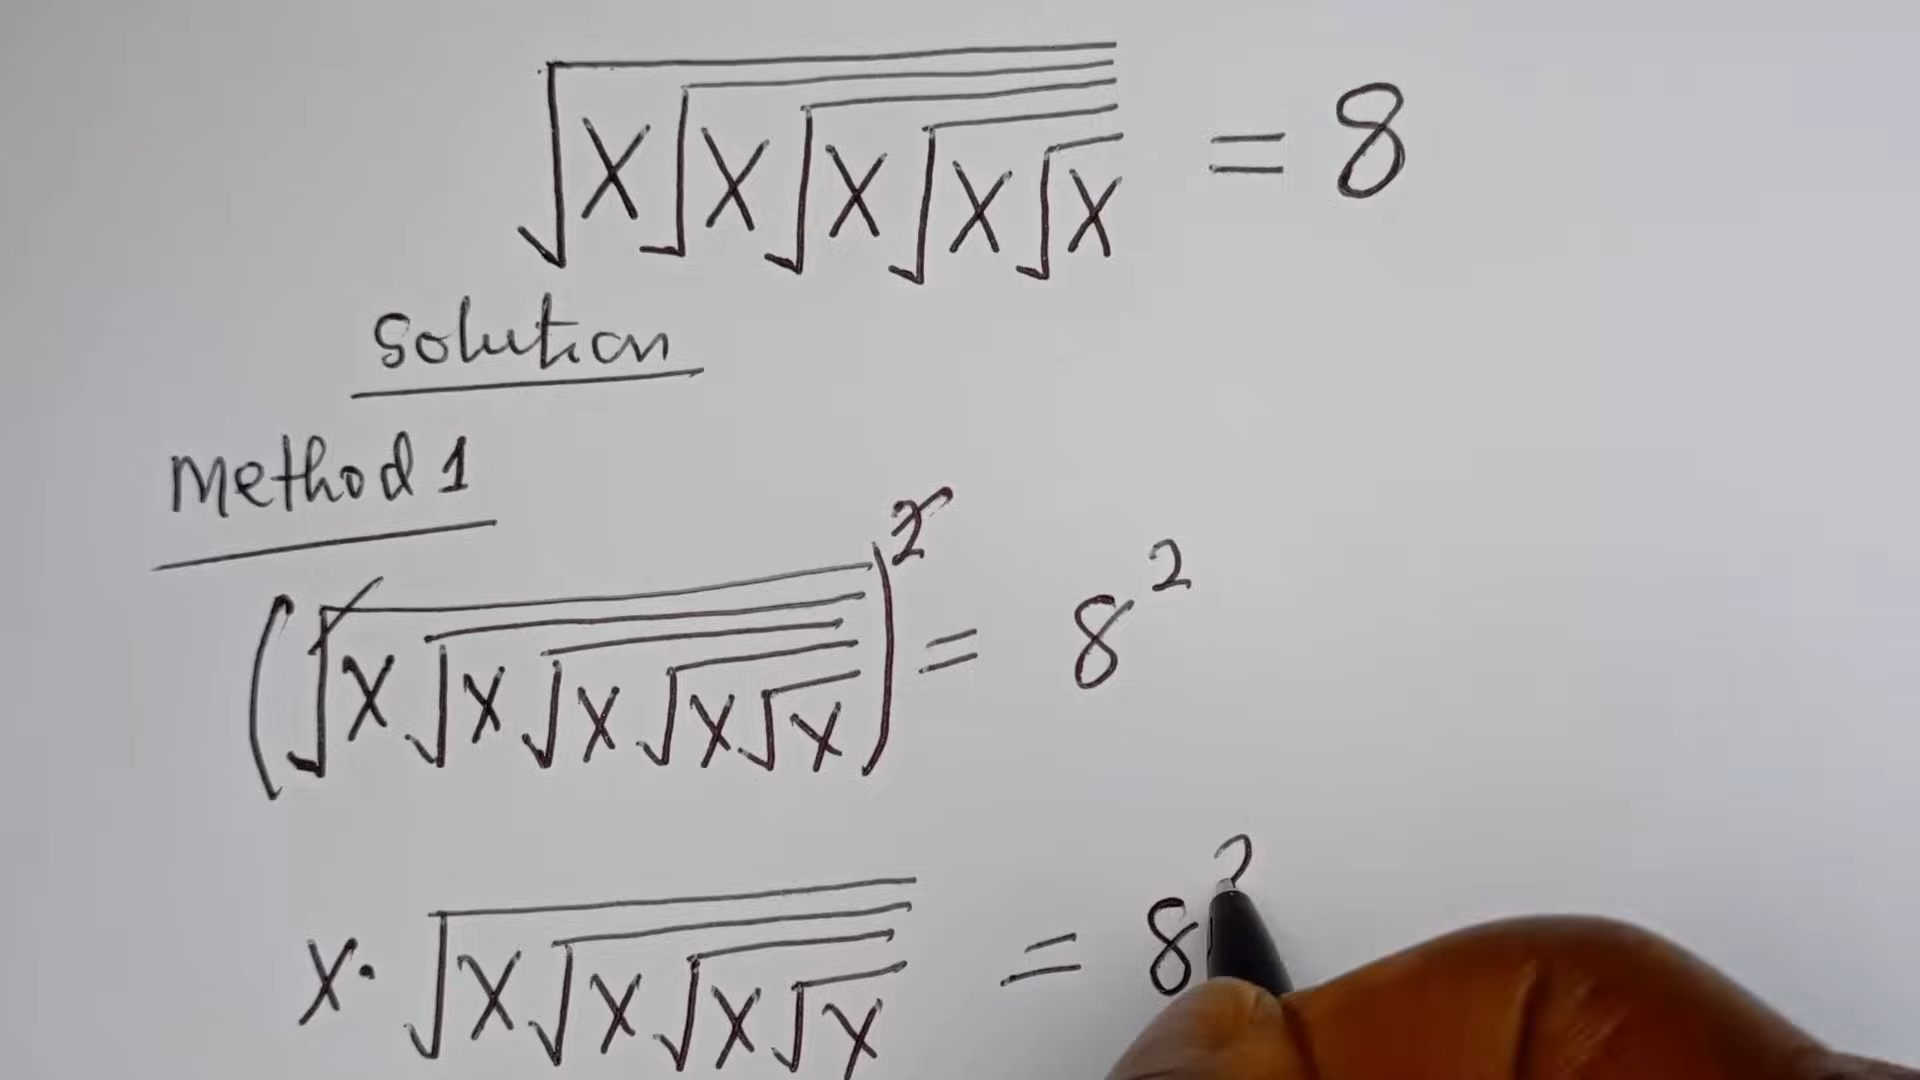 √(X√(X√(X√(X√X)))) = 8
Solution
Method 1
(√(X√(X√(X√(X√X)))))² = 8²
X·√(X√(X√(X√X))) = 8²